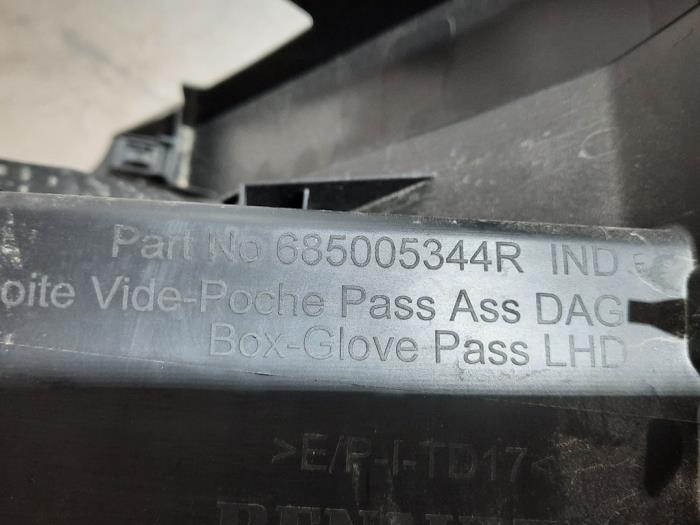 Part No 685005344R IND
oite Vide-Poche Pass Ass DAG
Box-Glove Pass LHD
>E/P-I-TD17<